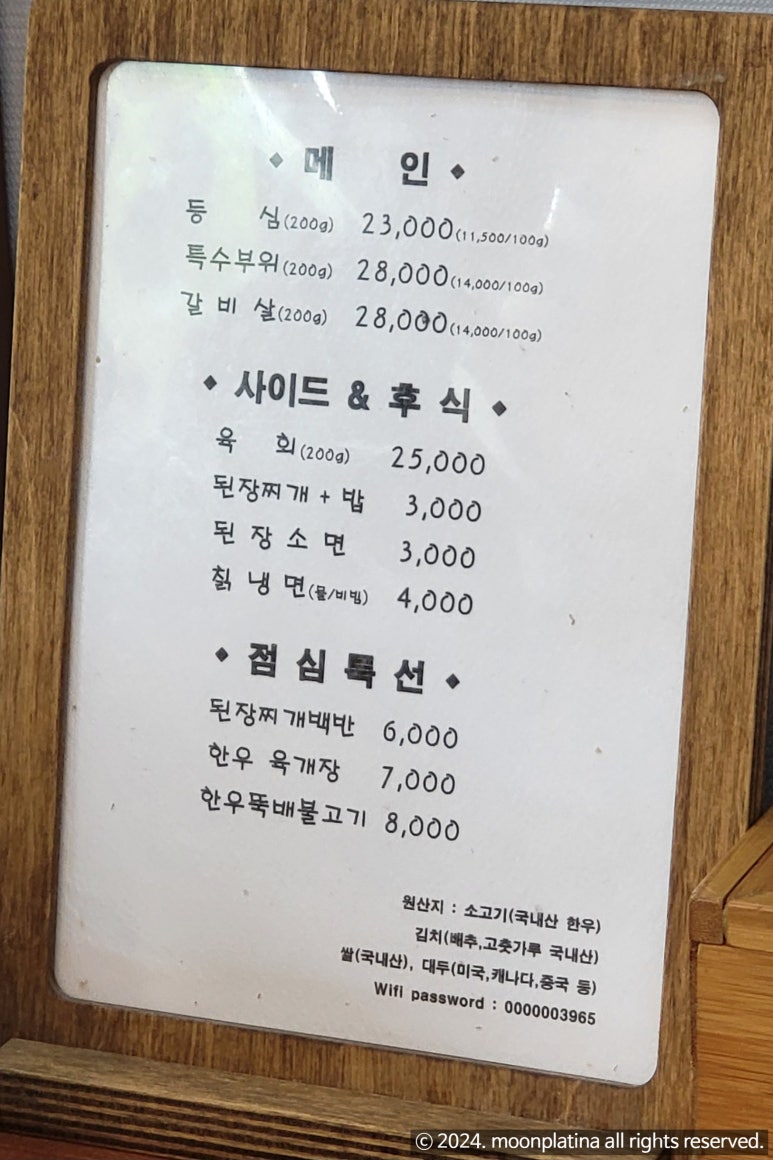 ◆ 메 인 ◆
등 심(200g) 23,000(11,500/100g)
특수부위(200g) 28,000(14,000/100g)
갈 비 살(200g) 28,000(14,000/100g)
◆ 사이드 & 후 식 ◆
육 회(200g) 25,000
된장찌개 + 밥 3,000
된 장 소 면 3,000
칡 냉 면(물/비빔) 4,000
◆ 점 심 특 선 ◆
된장찌개백반 6,000
한우 육개장 7,000
한우뚝배불고기 8,000
원산지 : 소고기(국내산 한우)
김치(배추,고춧가루 국내산)
쌀(국내산), 대두(미국,캐나다,중국 등)
Wifi password : 0000003965
© 2024. moonplatina all rights reserved.